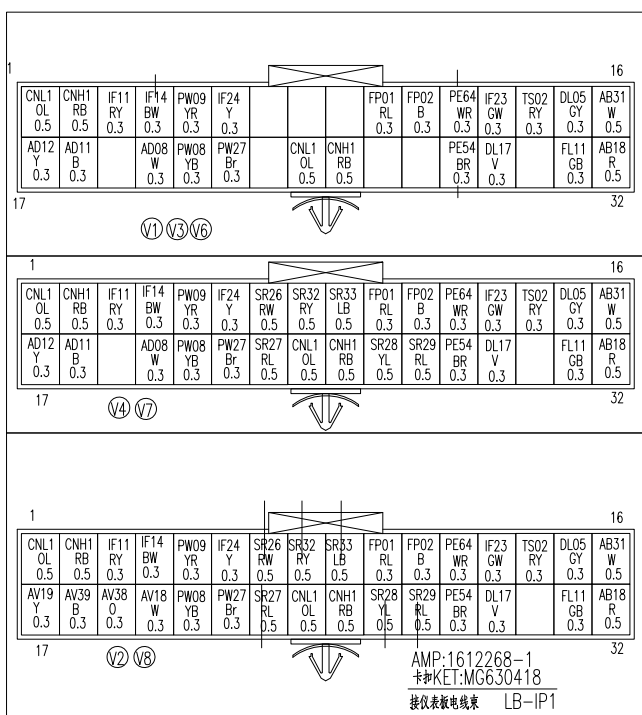 1 16
CNL1 CNH1 IF11 IF14 PW09 IF24 FP01 FP02 PE64 IF23 TS02 DL05 AB31
OL RB RY BW YR Y RL B WR GW RY GY W
0.5 0.5 0.3 0.3 0.3 0.3 0.3 0.3 0.3 0.3 0.3 0.3 0.5
AD12 AD11 AD08 PW08 PW27 CNL1 CNH1 PE54 DL17 FL11 AB18
Y B W YB Br OL RB BR V GB R
0.3 0.3 0.3 0.3 0.3 0.5 0.5 0.3 0.3 0.3 0.5
17 32
V1 V3 V6
1 16
CNL1 CNH1 IF11 IF14 PW09 IF24 SR26 SR32 SR33 FP01 FP02 PE64 IF23 TS02 DL05 AB31
OL RB RY BW YR Y RW RY LB RL B WR GW RY GY W
0.5 0.5 0.3 0.3 0.3 0.3 0.5 0.5 0.5 0.3 0.3 0.3 0.3 0.3 0.3 0.5
AD12 AD11 AD08 PW08 PW27 SR27 CNL1 CNH1 SR28 SR29 PE54 DL17 FL11 AB18
Y B W YB Br RL OL RB YL RL BR V GB R
0.3 0.3 0.3 0.3 0.3 0.5 0.5 0.5 0.5 0.5 0.3 0.3 0.3 0.5
17 32
V4 V7
1 16
CNL1 CNH1 IF11 IF14 PW09 IF24 SR26 SR32 SR33 FP01 FP02 PE64 IF23 TS02 DL05 AB31
OL RB RY BW YR Y RW RY LB RL B WR GW RY GY W
0.5 0.5 0.3 0.3 0.3 0.3 0.5 0.5 0.5 0.3 0.3 0.3 0.3 0.3 0.3 0.5
AV19 AV39 AV38 AV18 PW08 PW27 SR27 CNL1 CNH1 SR28 SR29 PE54 DL17 FL11 AB18
Y B O W YB Br RL OL RB YL RL BR V GB R
0.3 0.3 0.3 0.3 0.3 0.3 0.5 0.5 0.5 0.5 0.5 0.3 0.3 0.3 0.5
17 32
V2 V8
AMP:1612268-1
卡扣KET:MG630418
接仪表板电线束 LB-IP1